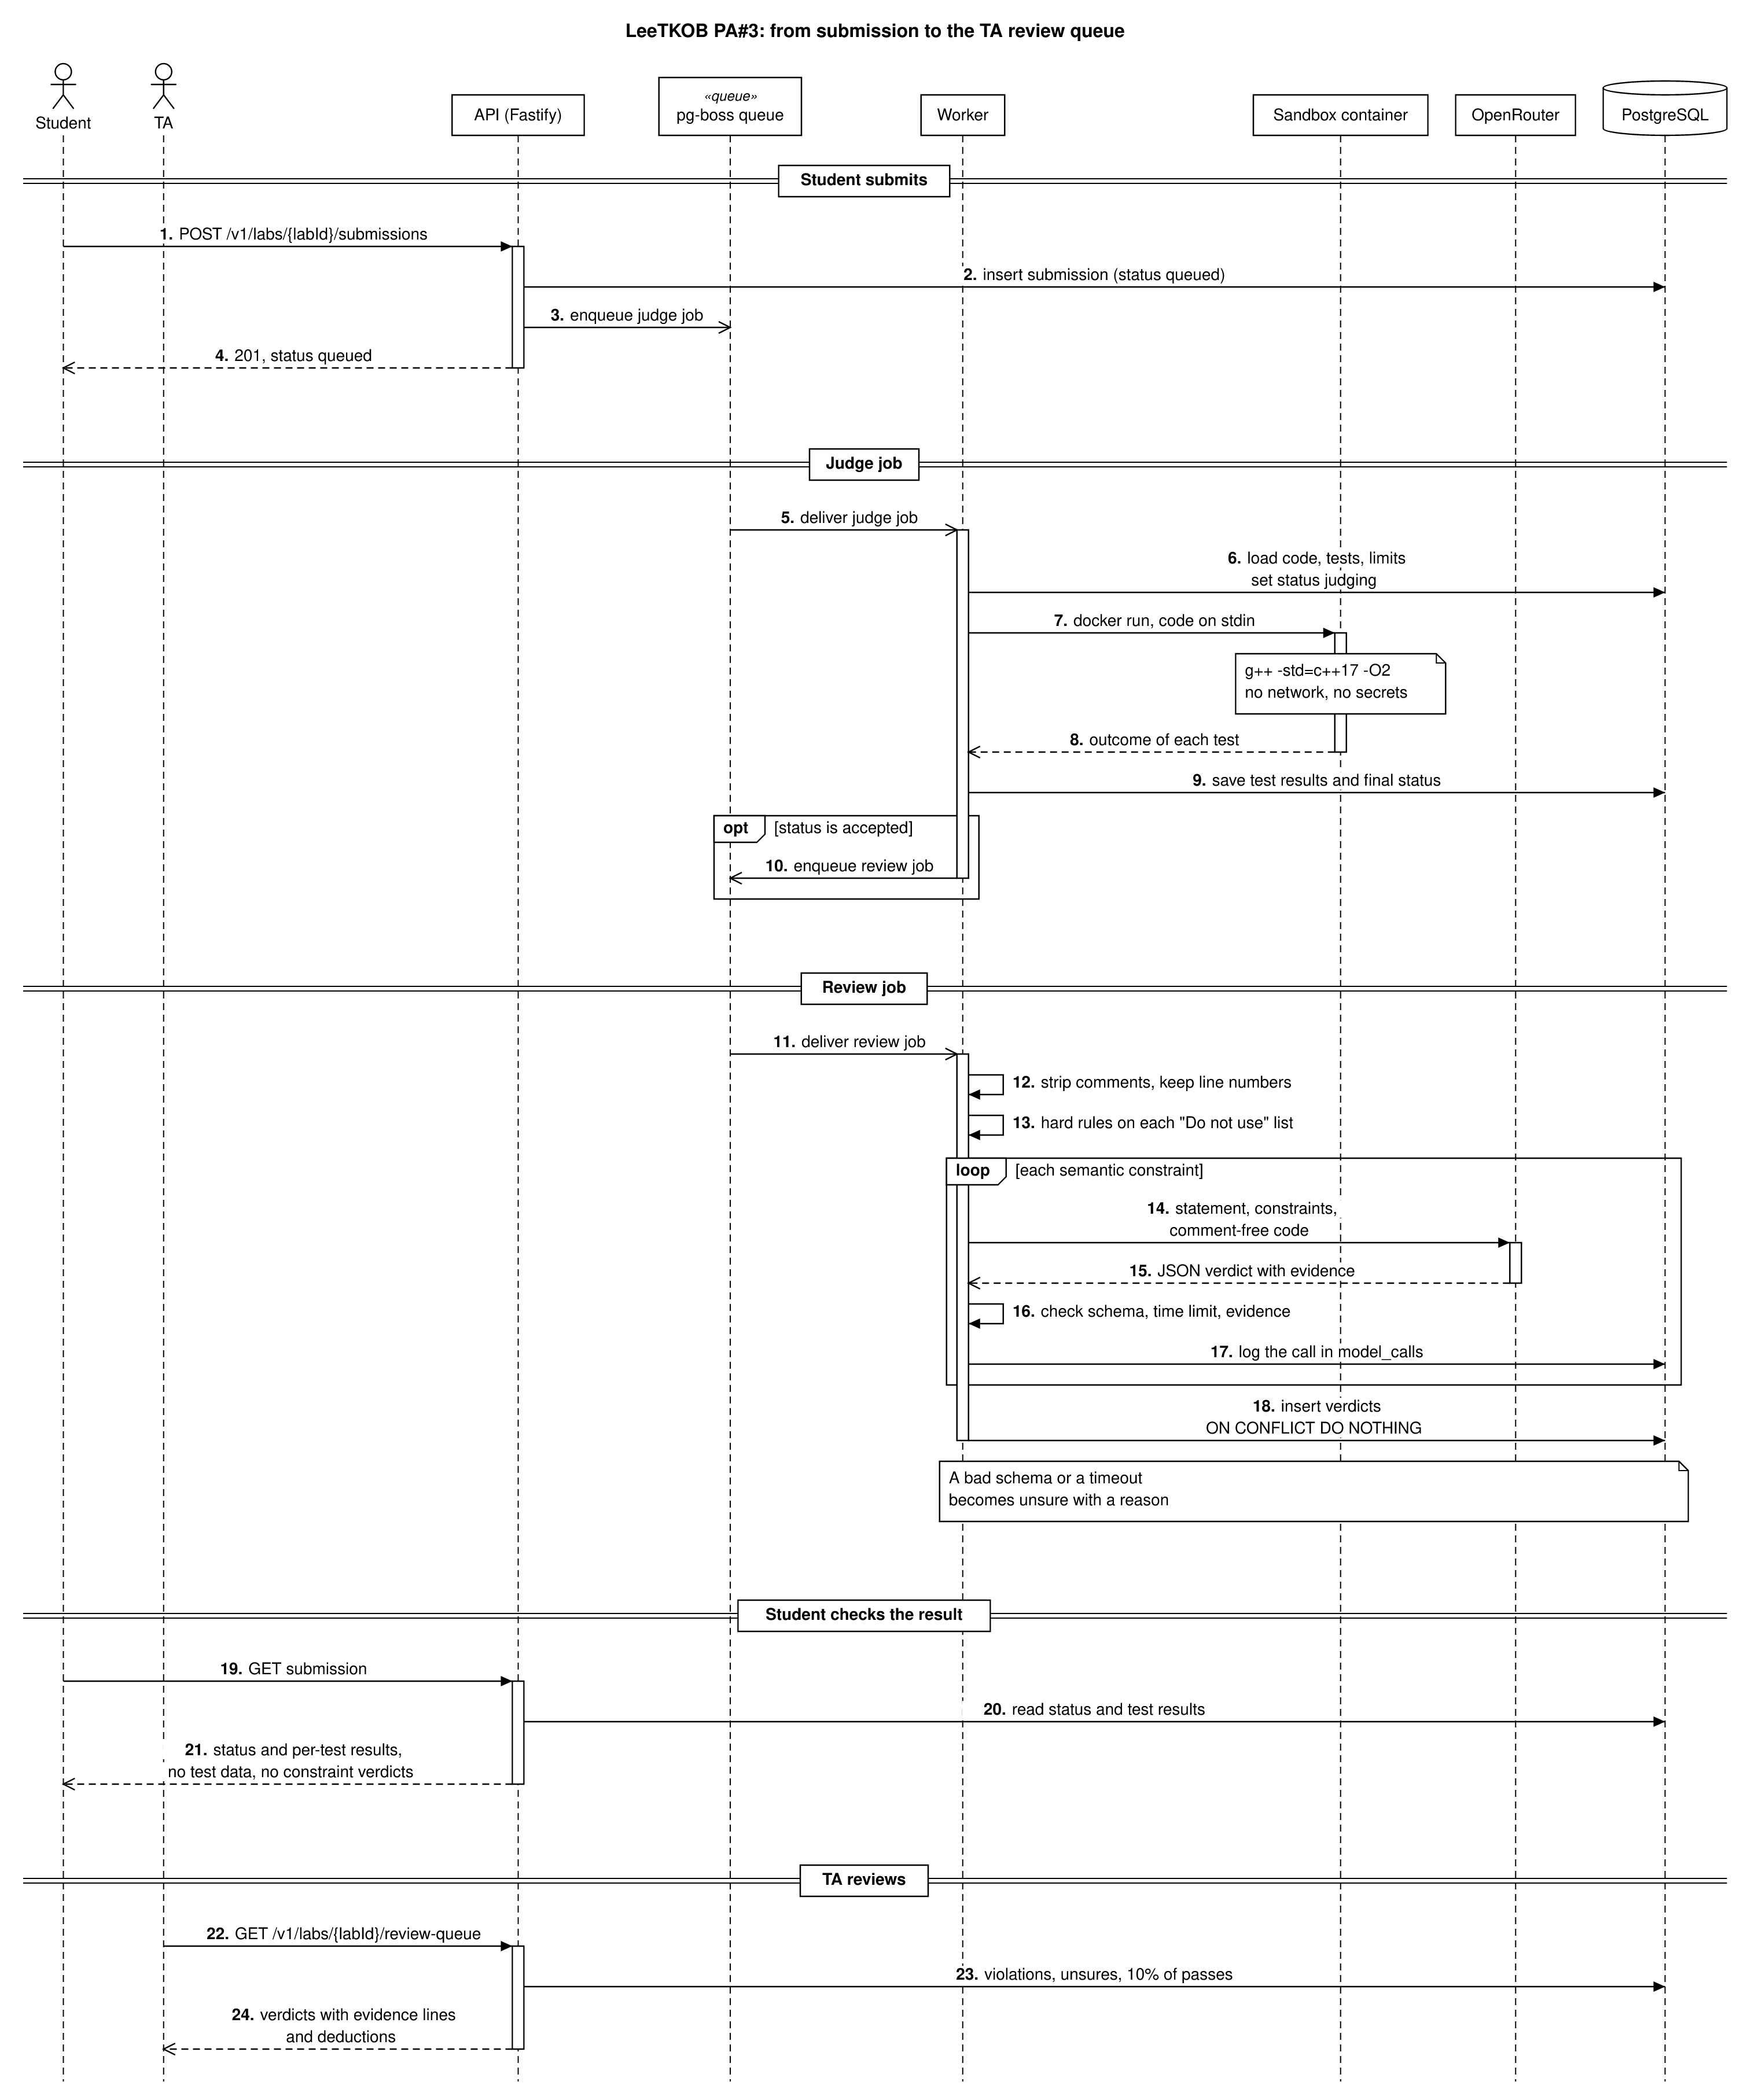 LeeTKOB PA#3: from submission to the TA review queue
Student
TA
API (Fastify)
«queue»
pg-boss queue
Worker
Sandbox container
OpenRouter
PostgreSQL
Student submits
1. POST /v1/labs/{labId}/submissions
2. insert submission (status queued)
3. enqueue judge job
4. 201, status queued
Judge job
5. deliver judge job
6. load code, tests, limits
set status judging
7. docker run, code on stdin
g++ -std=c++17 -O2
no network, no secrets
8. outcome of each test
9. save test results and final status
opt [status is accepted]
10. enqueue review job
Review job
11. deliver review job
12. strip comments, keep line numbers
13. hard rules on each "Do not use" list
loop [each semantic constraint]
14. statement, constraints,
comment-free code
15. JSON verdict with evidence
16. check schema, time limit, evidence
17. log the call in model_calls
18. insert verdicts
ON CONFLICT DO NOTHING
A bad schema or a timeout
becomes unsure with a reason
Student checks the result
19. GET submission
20. read status and test results
21. status and per-test results,
no test data, no constraint verdicts
TA reviews
22. GET /v1/labs/{labId}/review-queue
23. violations, unsures, 10% of passes
24. verdicts with evidence lines
and deductions